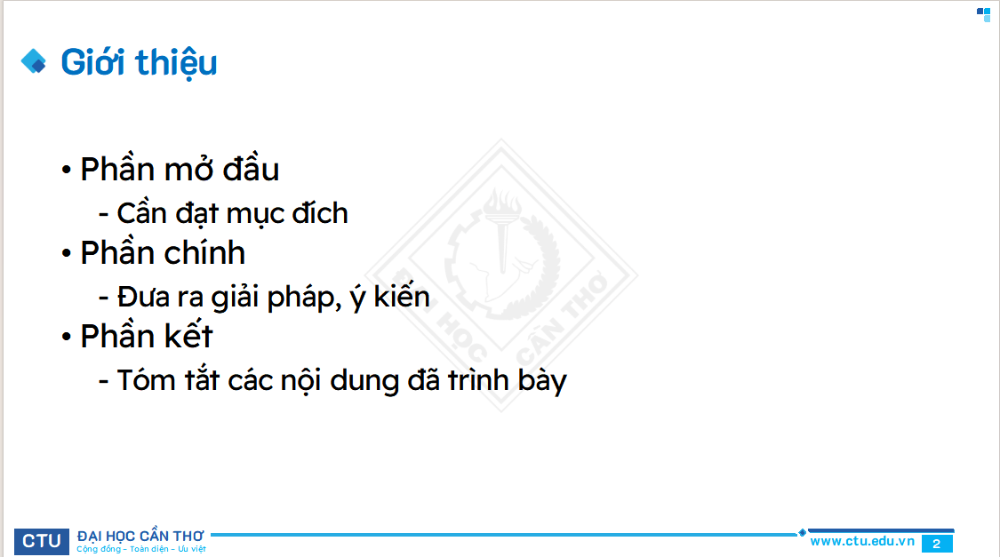 Giới thiệu
• Phần mở đầu
- Cần đạt mục đích
• Phần chính
- Đưa ra giải pháp, ý kiến
• Phần kết
- Tóm tắt các nội dung đã trình bày
ĐẠI HỌC CẦN THƠ
CTU
ĐẠI HỌC CẦN THƠ
Cộng đồng – Toàn diện – Ưu việt
www.ctu.edu.vn
2